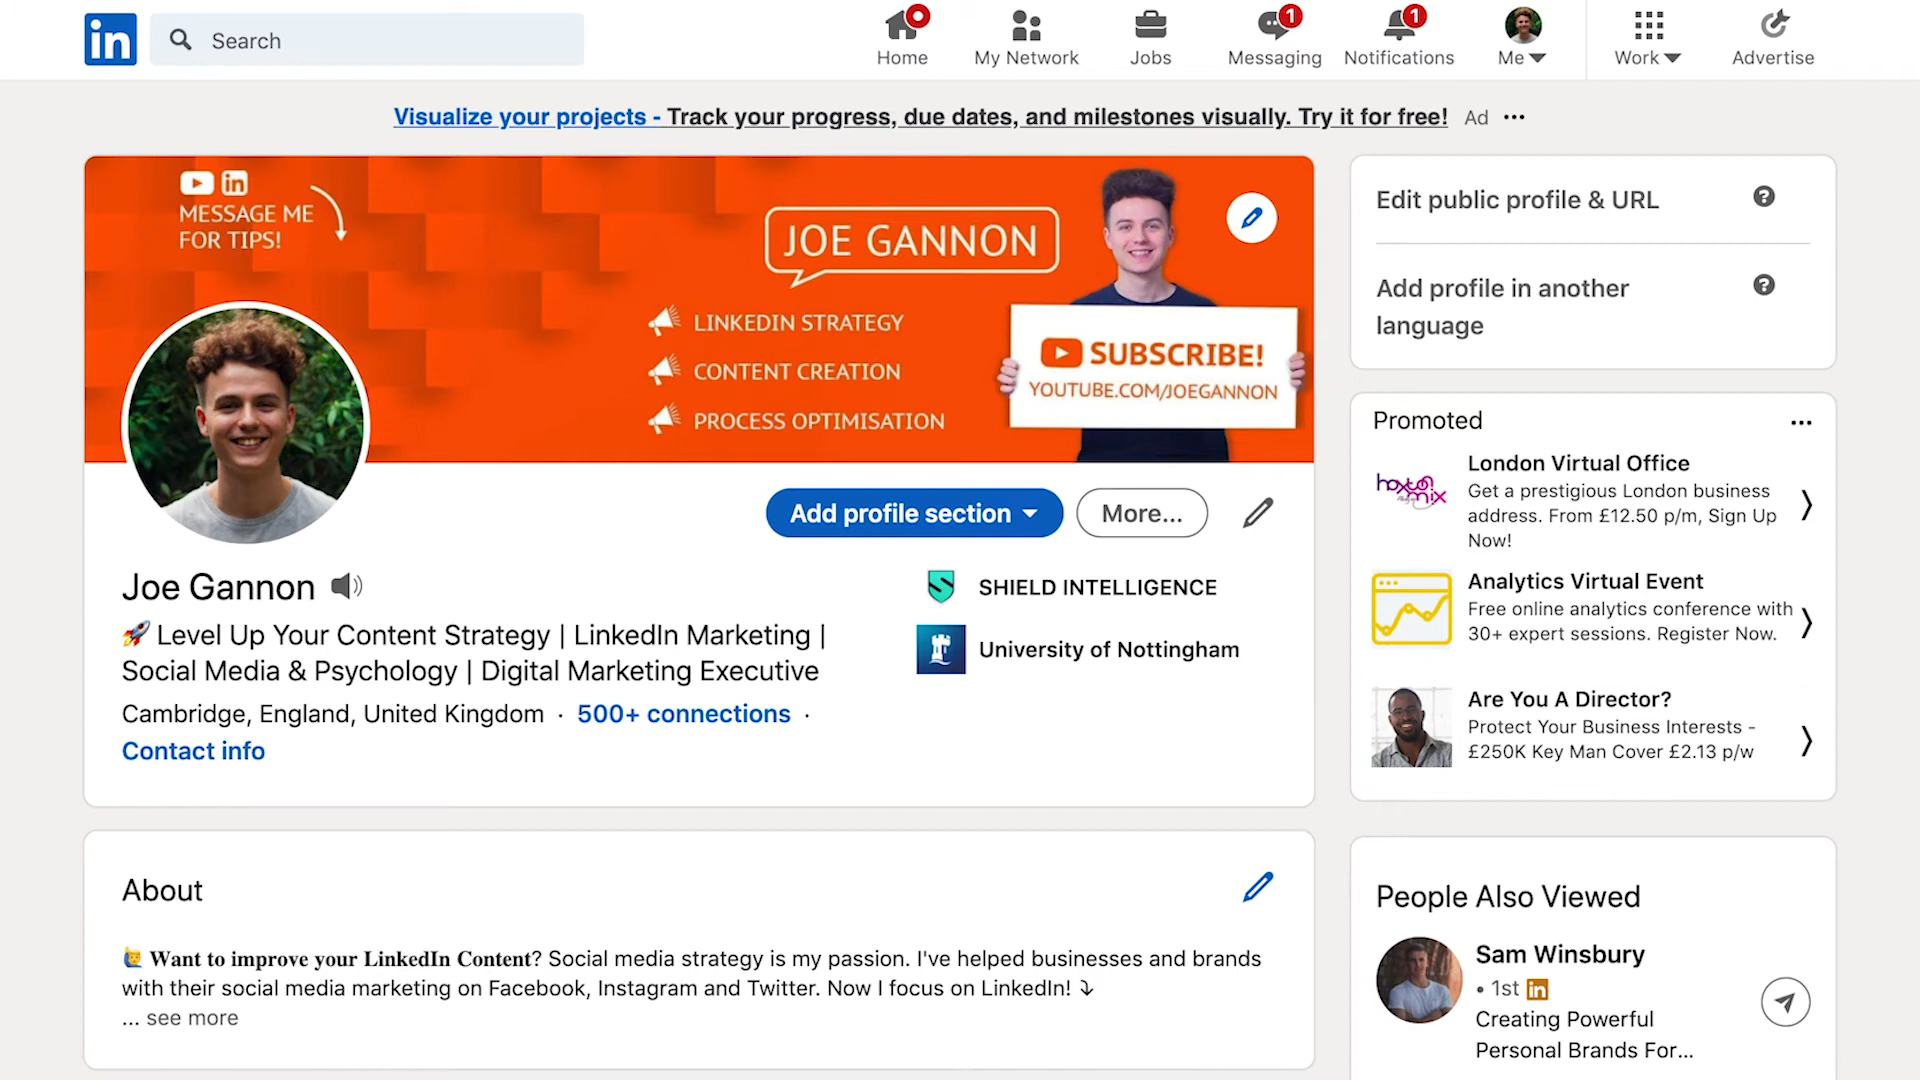 in
Search
Home
My Network
Jobs
1
Messaging
1
Notifications
Me
Work
Advertise
Visualize your projects - Track your progress, due dates, and milestones visually. Try it for free! Ad ···
in
MESSAGE ME
FOR TIPS!
JOE GANNON
LINKEDIN STRATEGY
CONTENT CREATION
PROCESS OPTIMISATION
SUBSCRIBE!
YOUTUBE.COM/JOEGANNON
Add profile section
More...
Joe Gannon
🚀 Level Up Your Content Strategy | LinkedIn Marketing |
Social Media & Psychology | Digital Marketing Executive
Cambridge, England, United Kingdom · 500+ connections ·
Contact info
SHIELD INTELLIGENCE
University of Nottingham
About
🙋‍♂️ 𝐖𝐚𝐧𝐭 𝐭𝐨 𝐢𝐦𝐩𝐫𝐨𝐯𝐞 𝐲𝐨𝐮𝐫 𝐋𝐢𝐧𝐤𝐞𝐝𝐈𝐧 𝐂𝐨𝐧𝐭𝐞𝐧𝐭? Social media strategy is my passion. I've helped businesses and brands
with their social media marketing on Facebook, Instagram and Twitter. Now I focus on LinkedIn! ⤵
... see more
Edit public profile & URL
Add profile in another
language
Promoted
hoxton
mix
London Virtual Office
Get a prestigious London business
address. From £12.50 p/m, Sign Up
Now!
Analytics Virtual Event
Free online analytics conference with
30+ expert sessions. Register Now.
Are You A Director?
Protect Your Business Interests -
£250K Key Man Cover £2.13 p/w
People Also Viewed
Sam Winsbury
• 1st in
Creating Powerful
Personal Brands For...